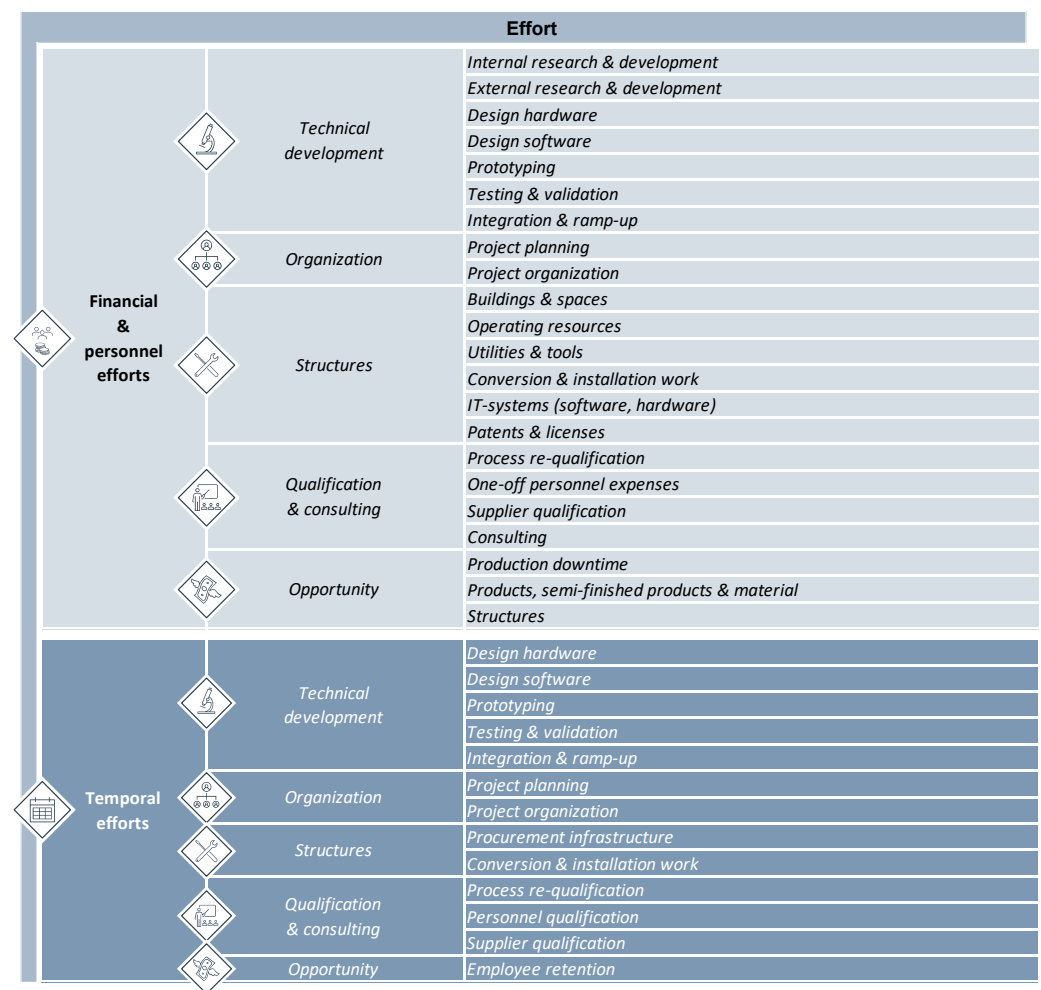 Effort
Financial
&
personnel
efforts
Technical
development
Internal research & development
External research & development
Design hardware
Design software
Prototyping
Testing & validation
Integration & ramp-up
Organization
Project planning
Project organization
Structures
Buildings & spaces
Operating resources
Utilities & tools
Conversion & installation work
IT-systems (software, hardware)
Patents & licenses
Qualification
& consulting
Process re-qualification
One-off personnel expenses
Supplier qualification
Consulting
Opportunity
Production downtime
Products, semi-finished products & material
Structures
Temporal
efforts
Technical
development
Design hardware
Design software
Prototyping
Testing & validation
Integration & ramp-up
Organization
Project planning
Project organization
Structures
Procurement infrastructure
Conversion & installation work
Qualification
& consulting
Process re-qualification
Personnel qualification
Supplier qualification
Opportunity
Employee retention